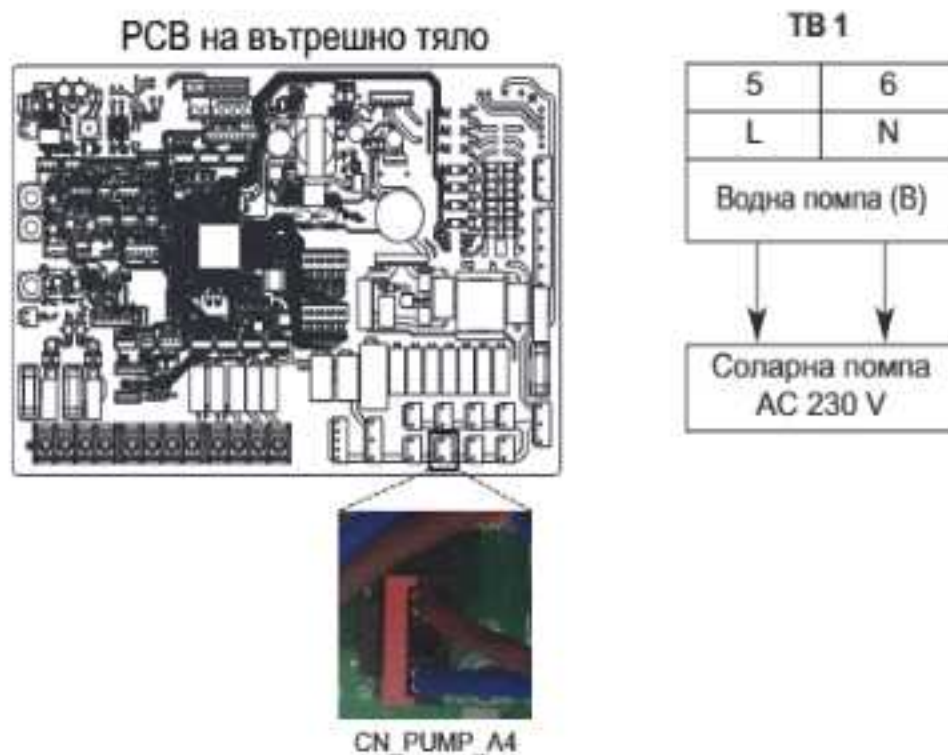 PCB на вътрешно тяло
TB 1
5 6
L N
Водна помпа (B)
Соларна помпа
AC 230 V
CN_PUMP_A4